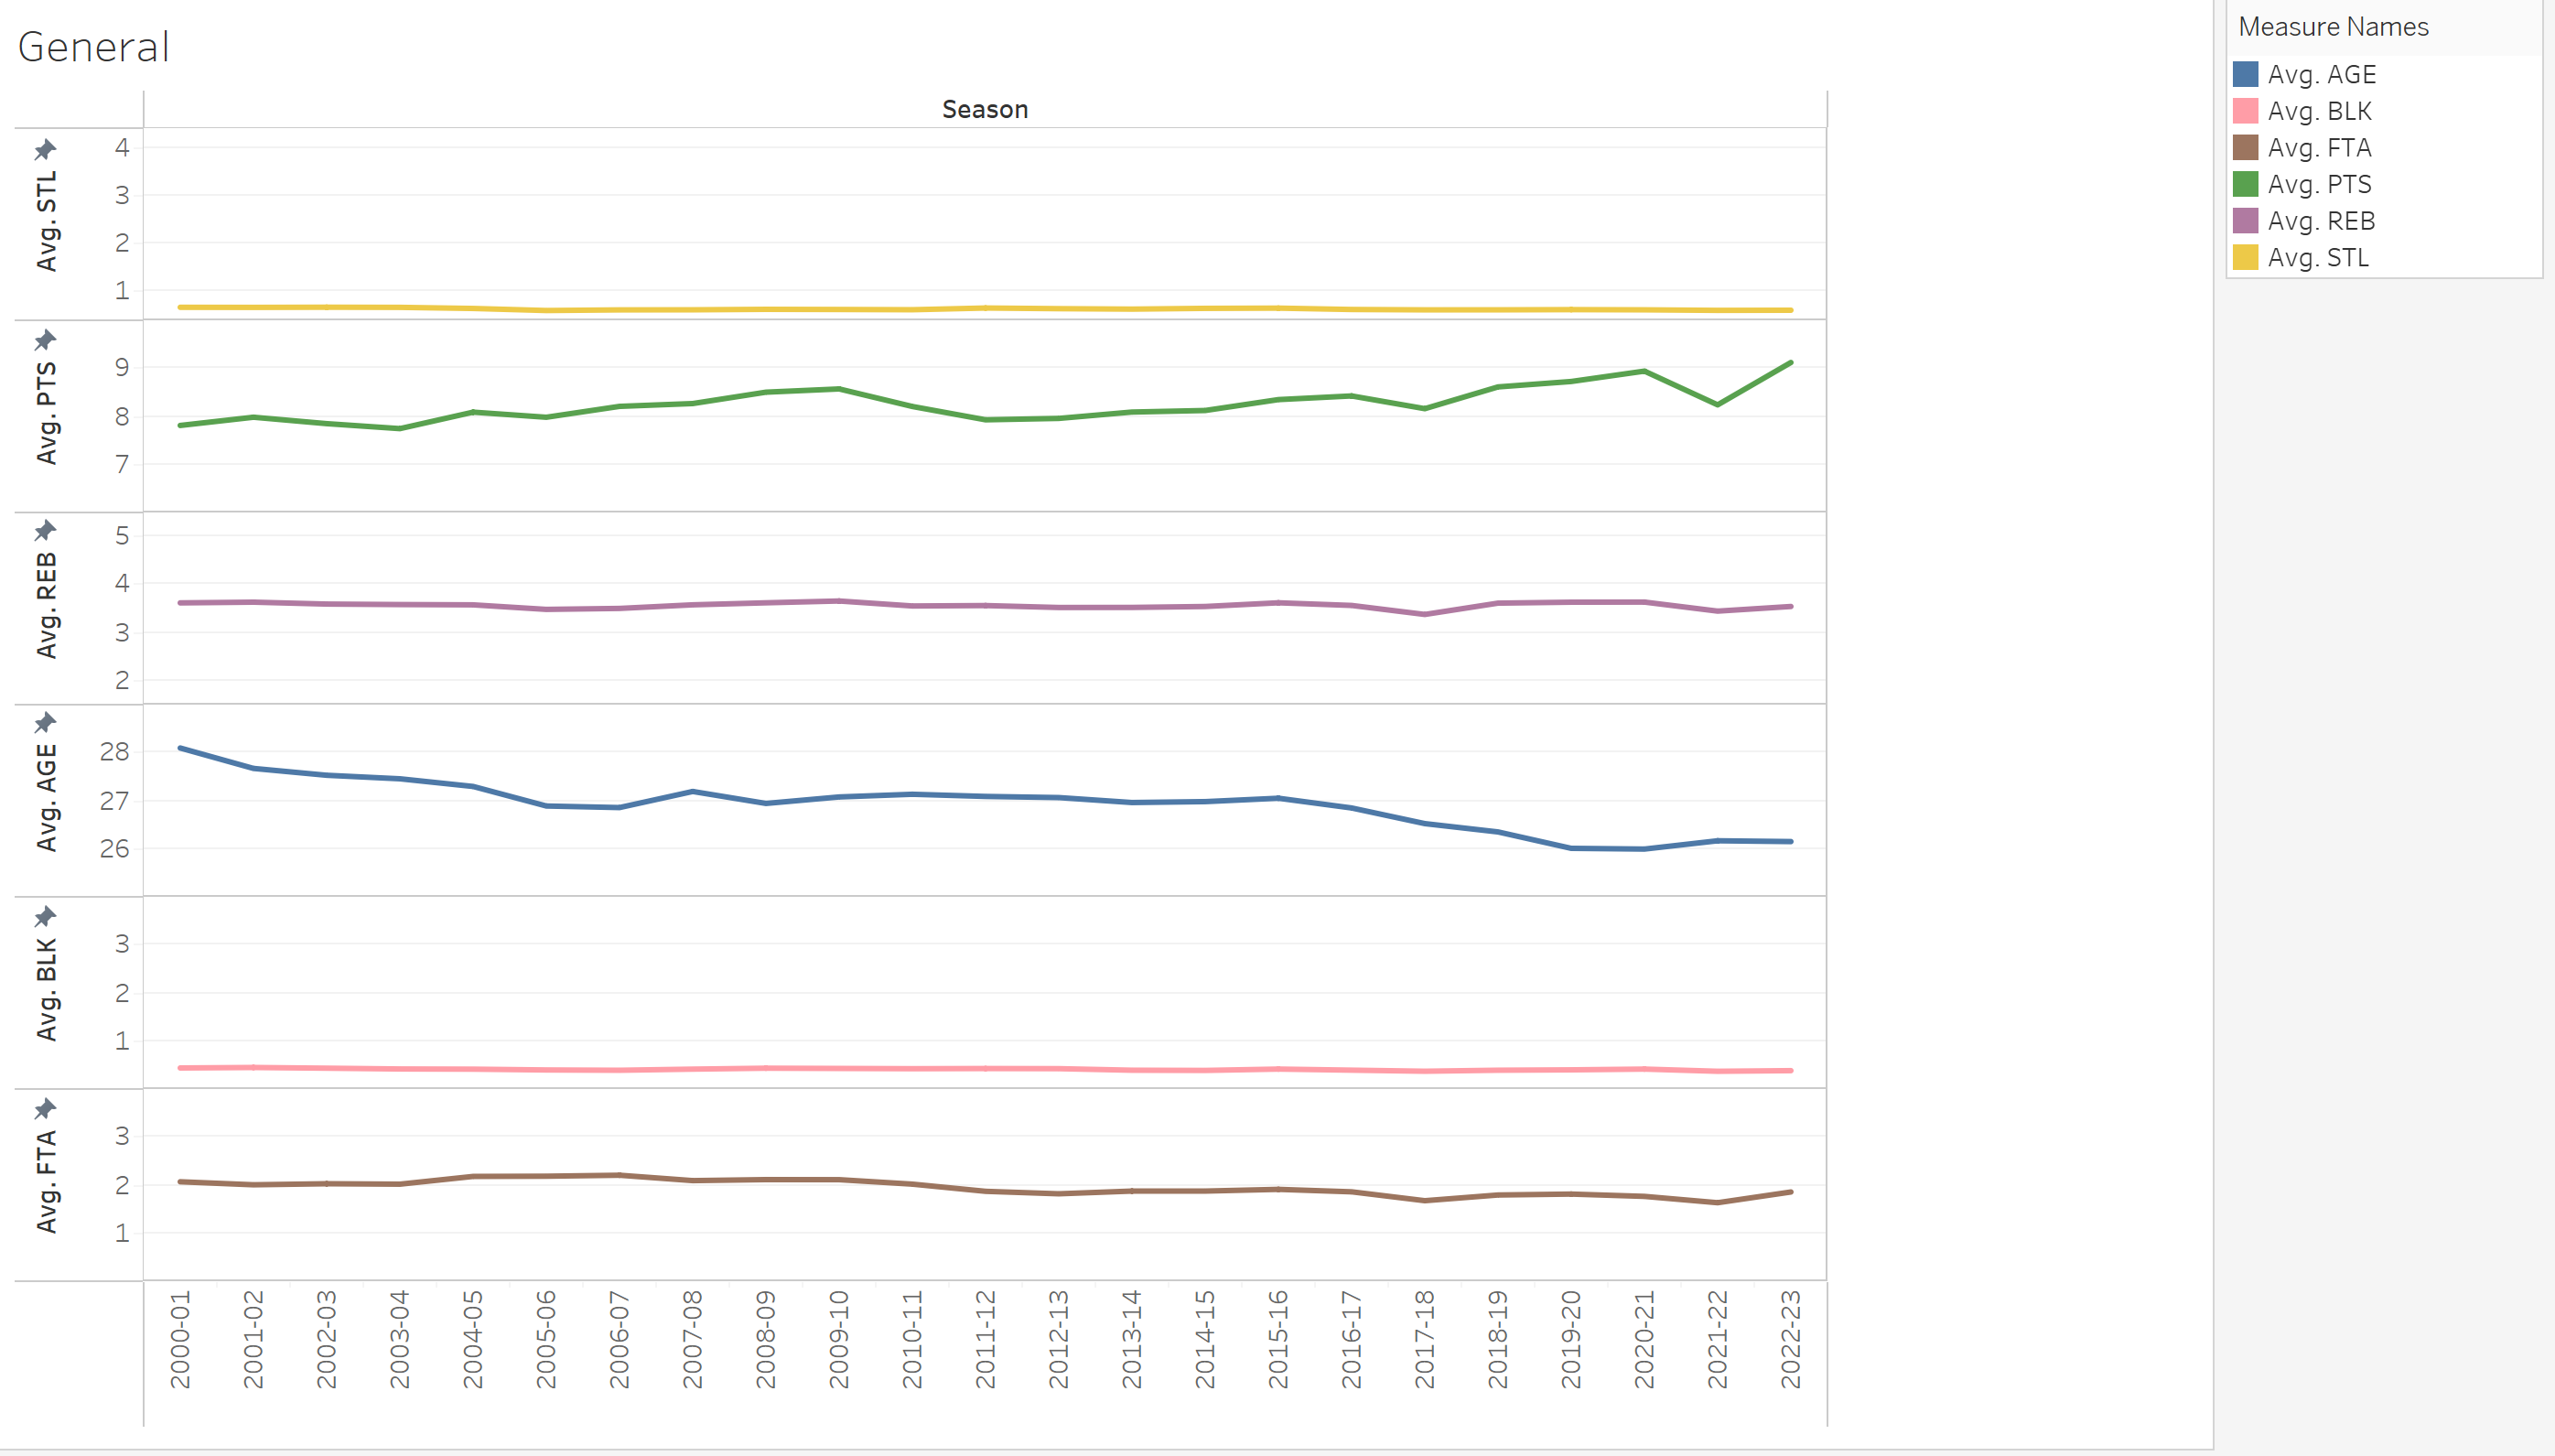 General
Measure Names
Avg. AGE
Avg. BLK
Avg. FTA
Avg. PTS
Avg. REB
Avg. STL
Season
Avg. STL
4
3
2
1
Avg. PTS
9
8
7
Avg. REB
5
4
3
2
Avg. AGE
28
27
26
Avg. BLK
3
2
1
Avg. FTA
3
2
1
2000-01
2001-02
2002-03
2003-04
2004-05
2005-06
2006-07
2007-08
2008-09
2009-10
2010-11
2011-12
2012-13
2013-14
2014-15
2015-16
2016-17
2017-18
2018-19
2019-20
2020-21
2021-22
2022-23